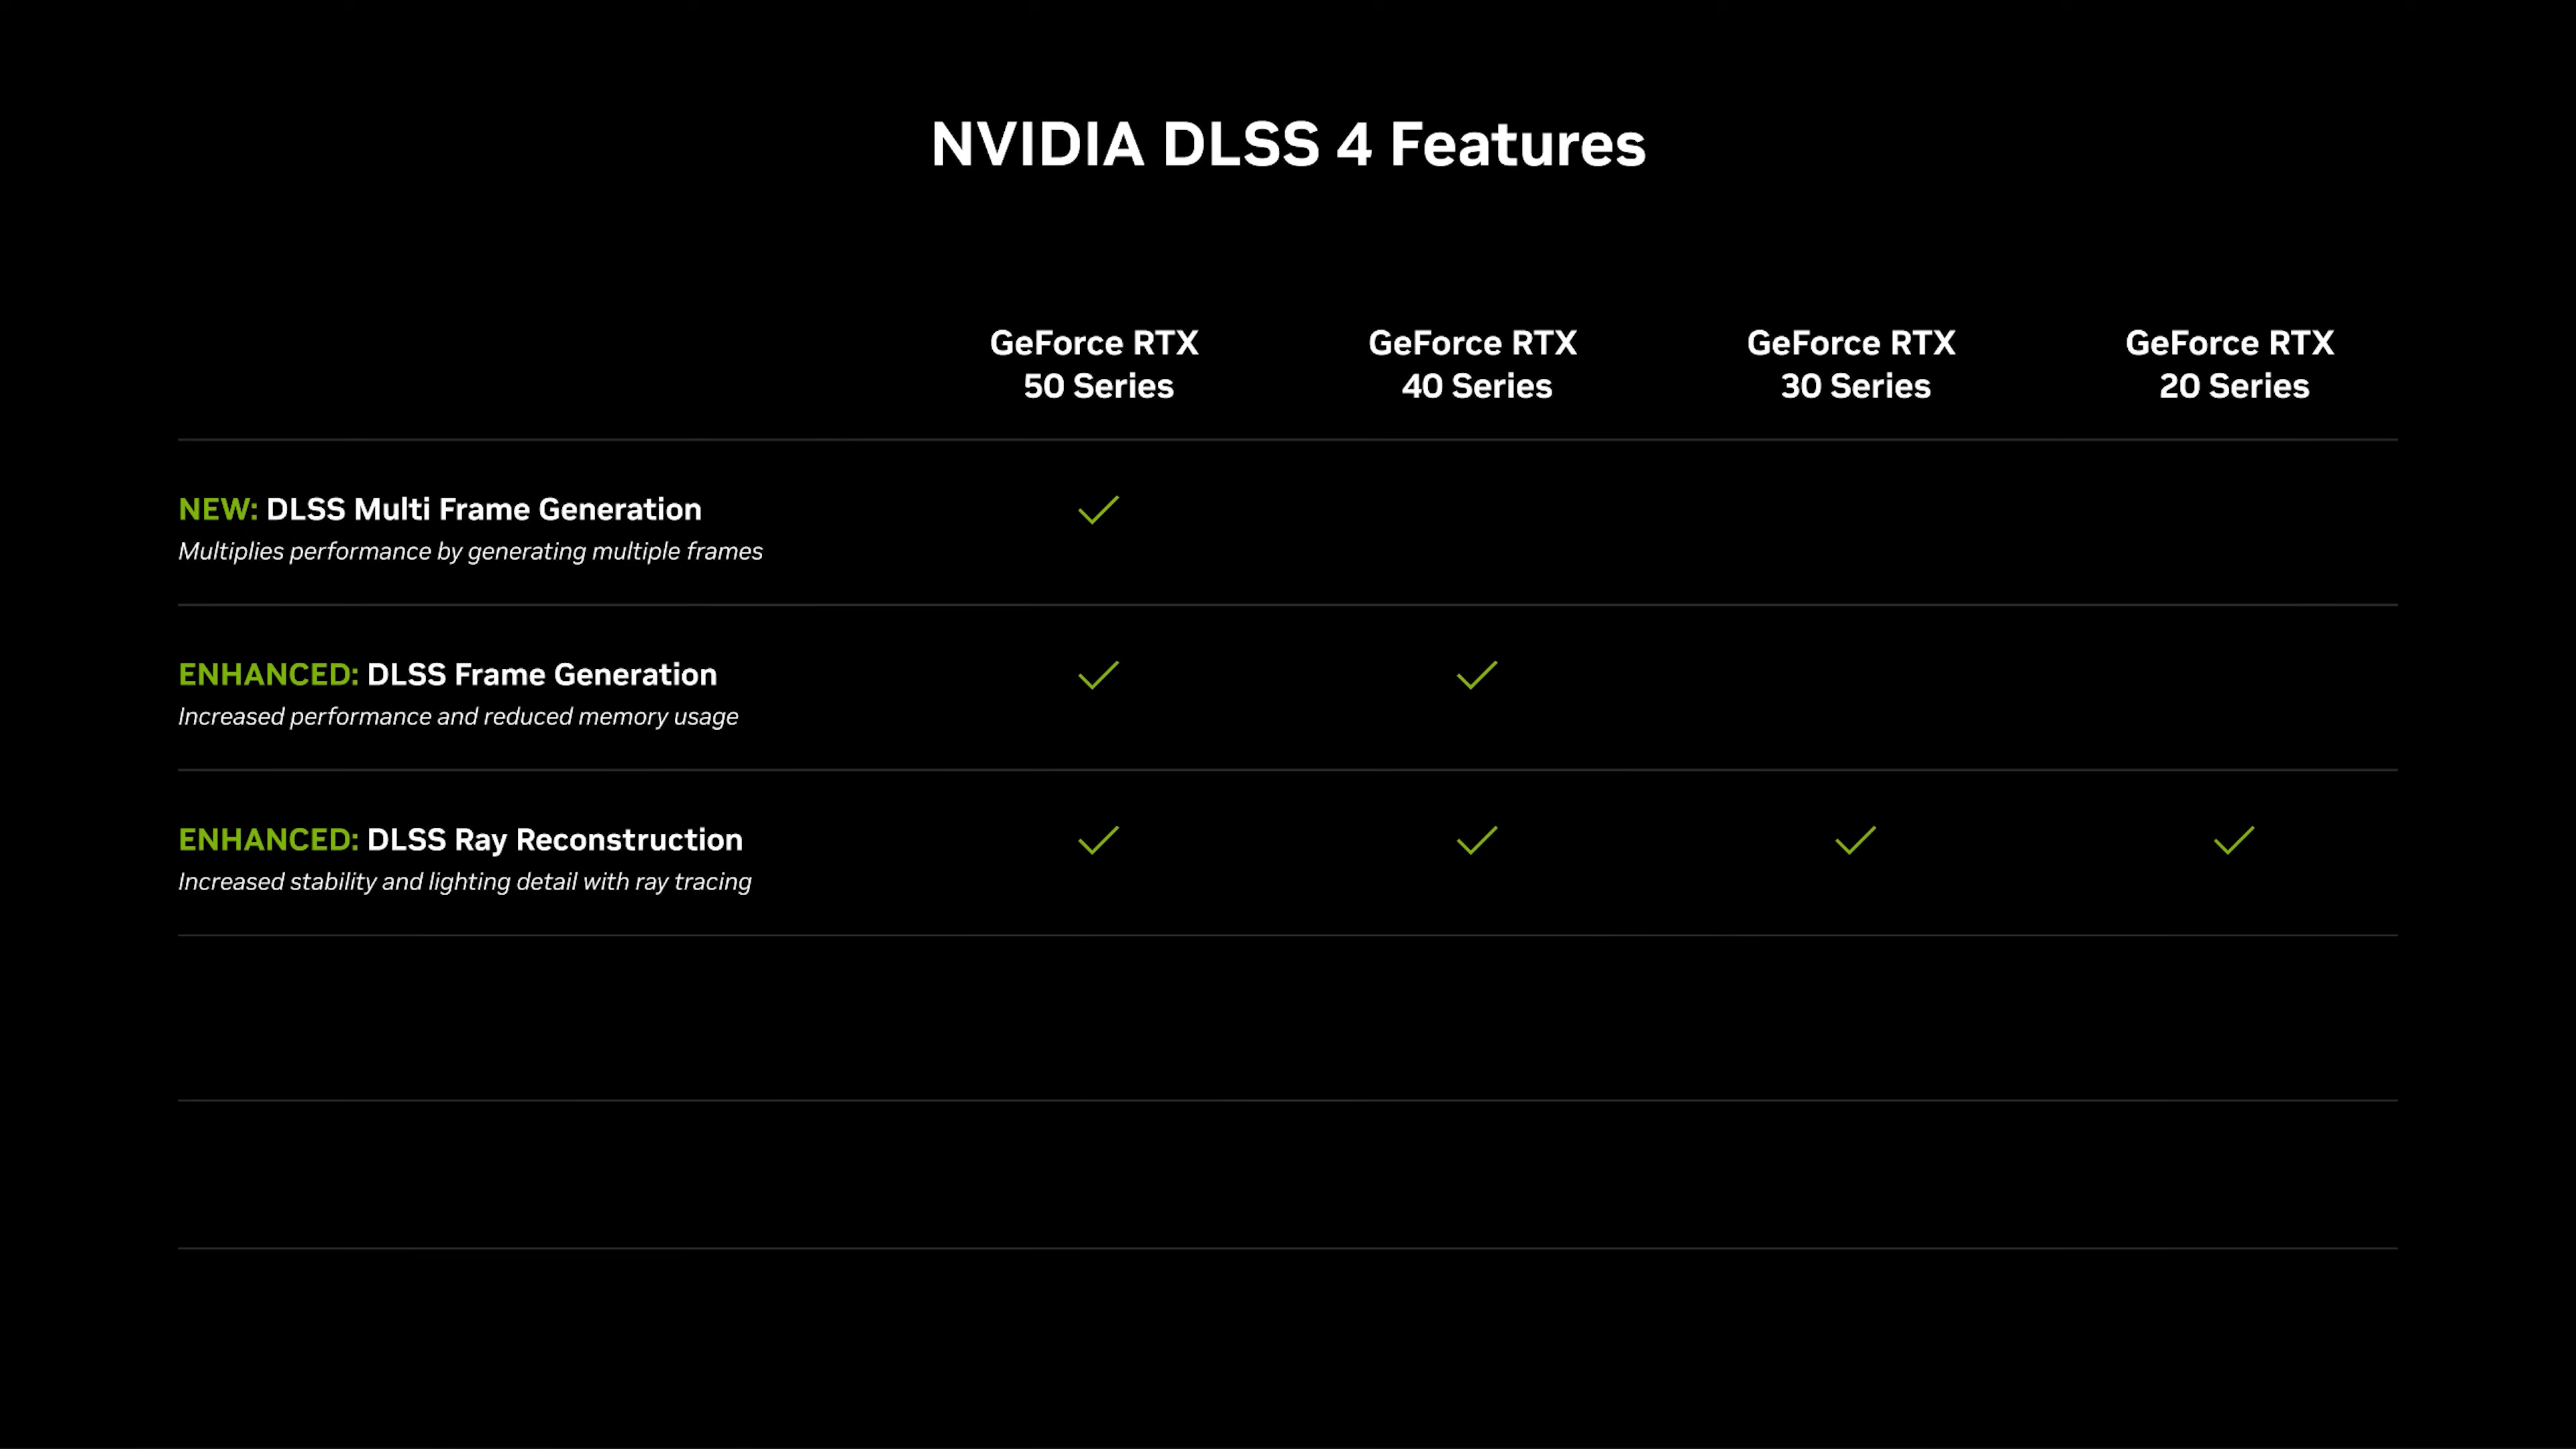 NVIDIA DLSS 4 Features
GeForce RTX
50 Series
GeForce RTX
40 Series
GeForce RTX
30 Series
GeForce RTX
20 Series
NEW: DLSS Multi Frame Generation
Multiplies performance by generating multiple frames
ENHANCED: DLSS Frame Generation
Increased performance and reduced memory usage
ENHANCED: DLSS Ray Reconstruction
Increased stability and lighting detail with ray tracing